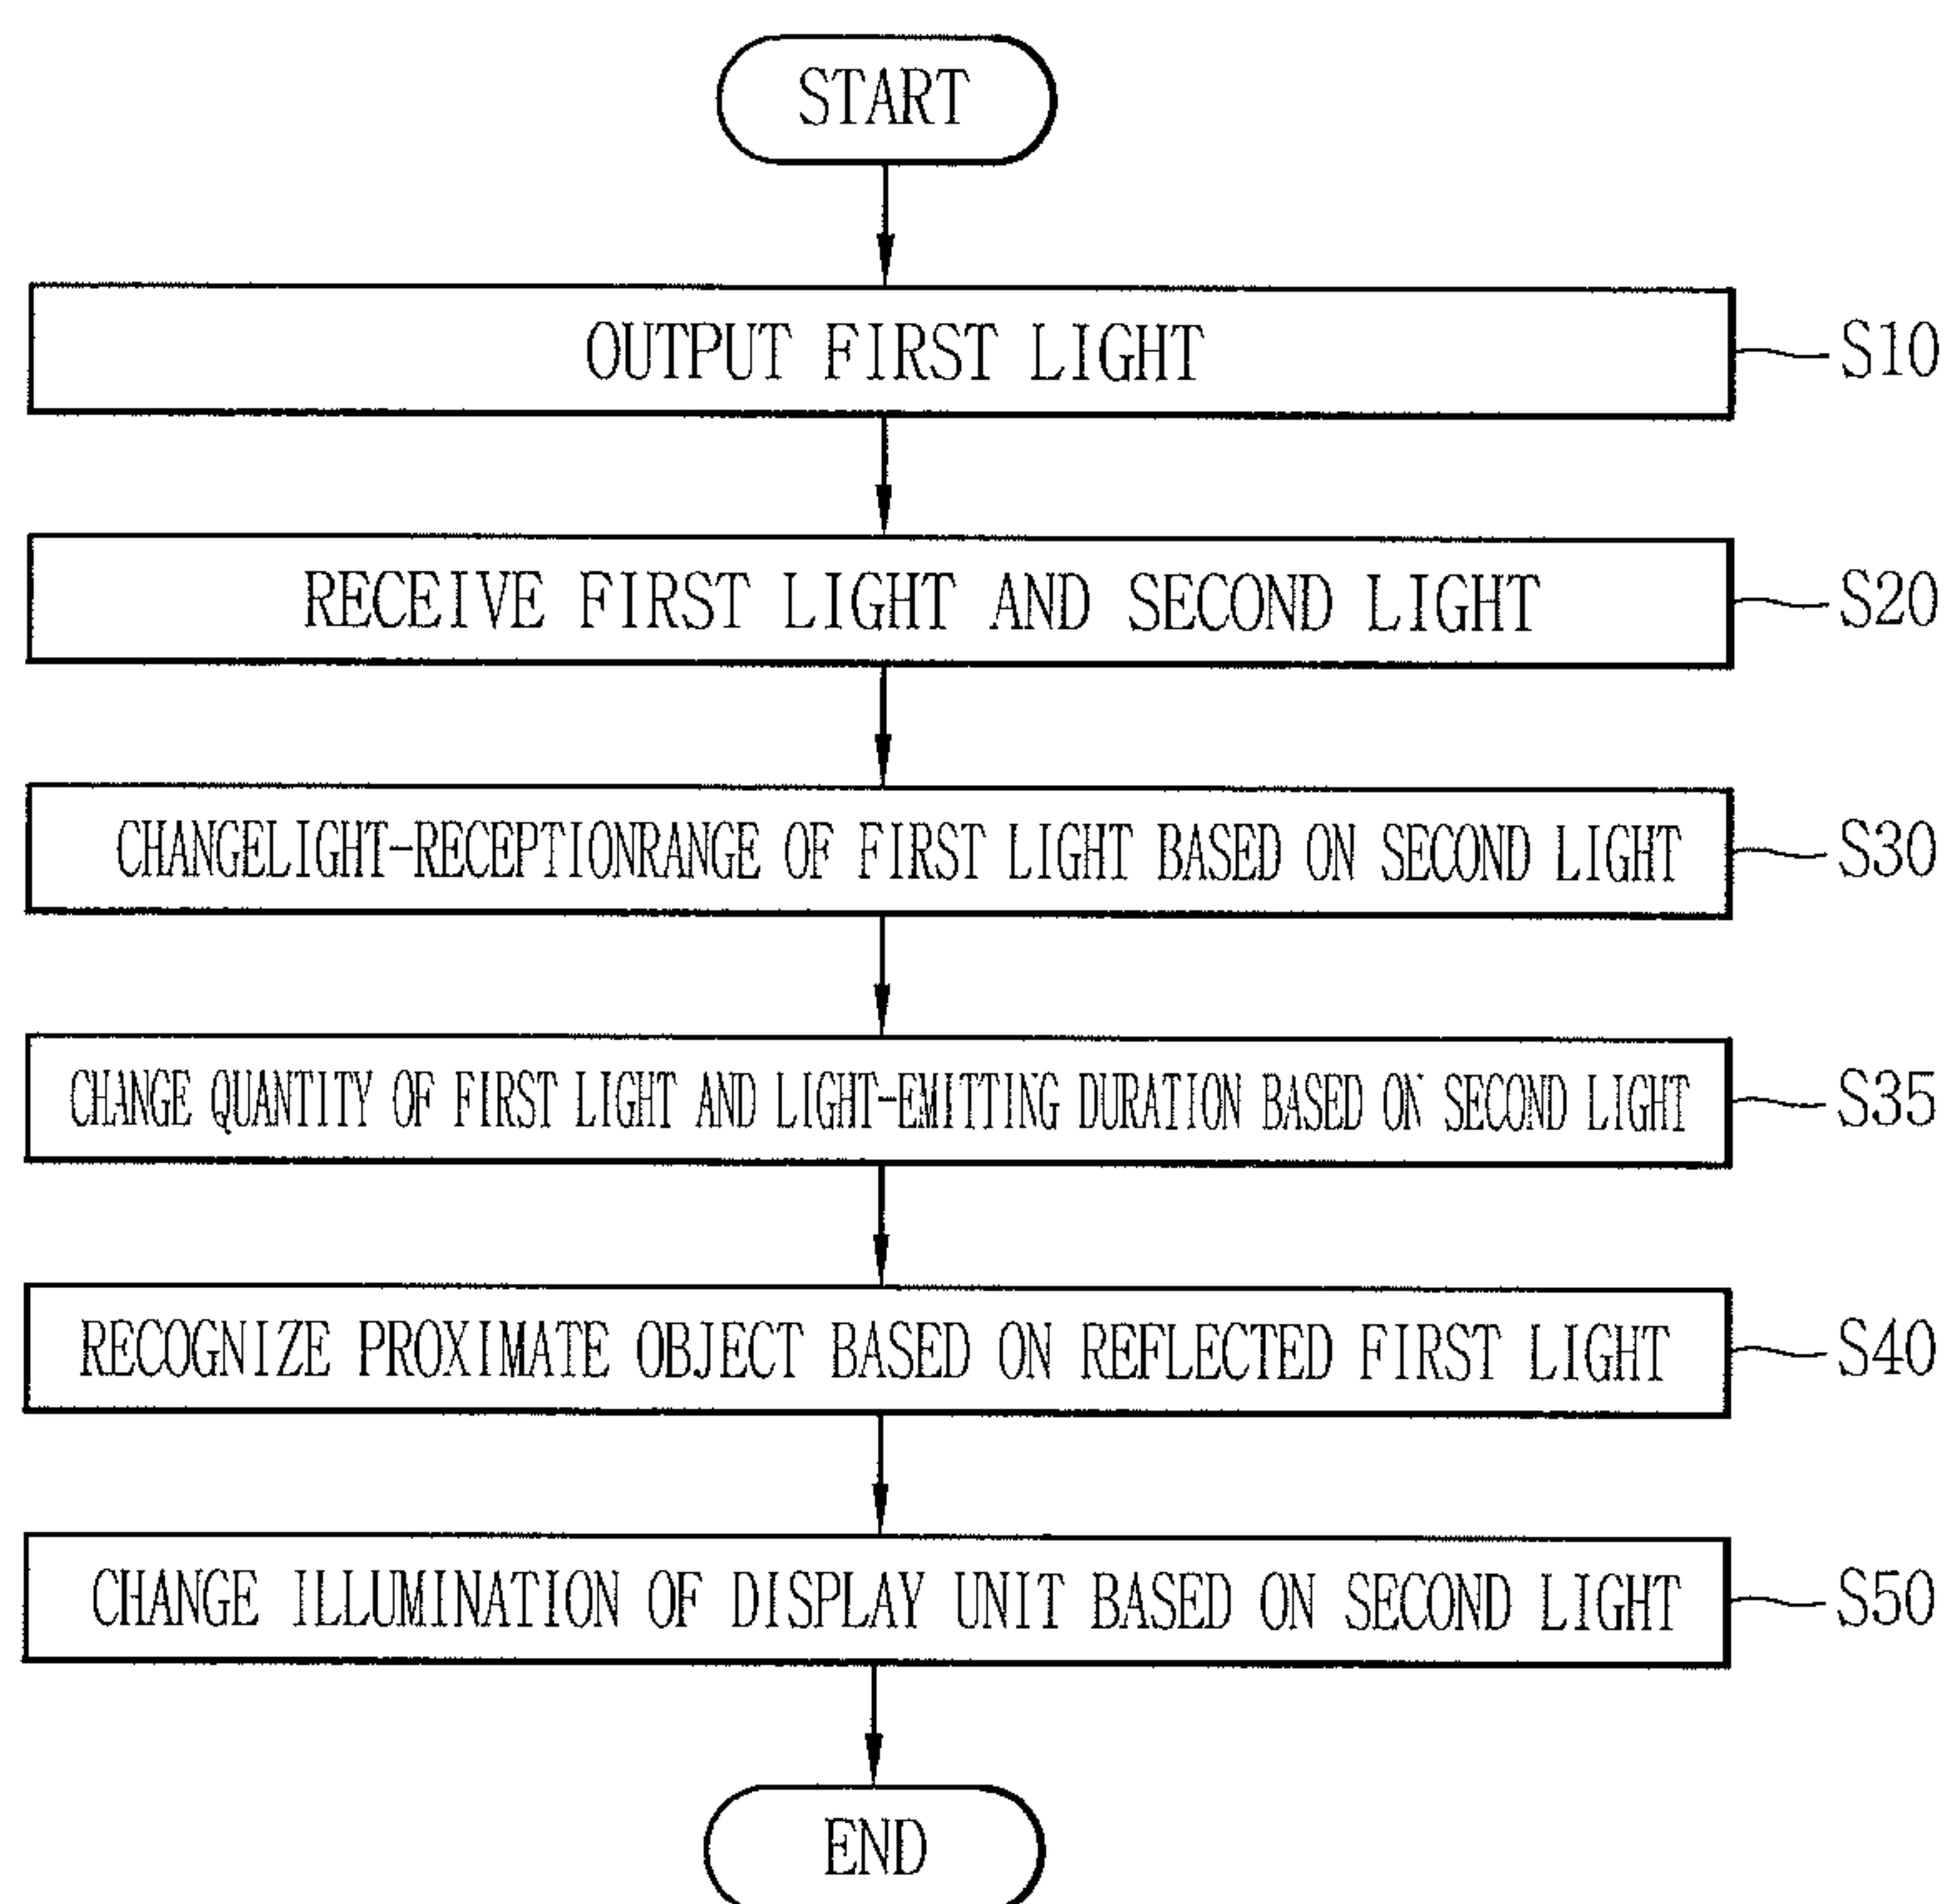 START
OUTPUT FIRST LIGHT
S10
RECEIVE FIRST LIGHT AND SECOND LIGHT
S20
CHANGELIGHT-RECEPTIONRANGE OF FIRST LIGHT BASED ON SECOND LIGHT
S30
CHANGE QUANTITY OF FIRST LIGHT AND LIGHT-EMITTING DURATION BASED ON SECOND LIGHT
S35
RECOGNIZE PROXIMATE OBJECT BASED ON REFLECTED FIRST LIGHT
S40
CHANGE ILLUMINATION OF DISPLAY UNIT BASED ON SECOND LIGHT
S50
END